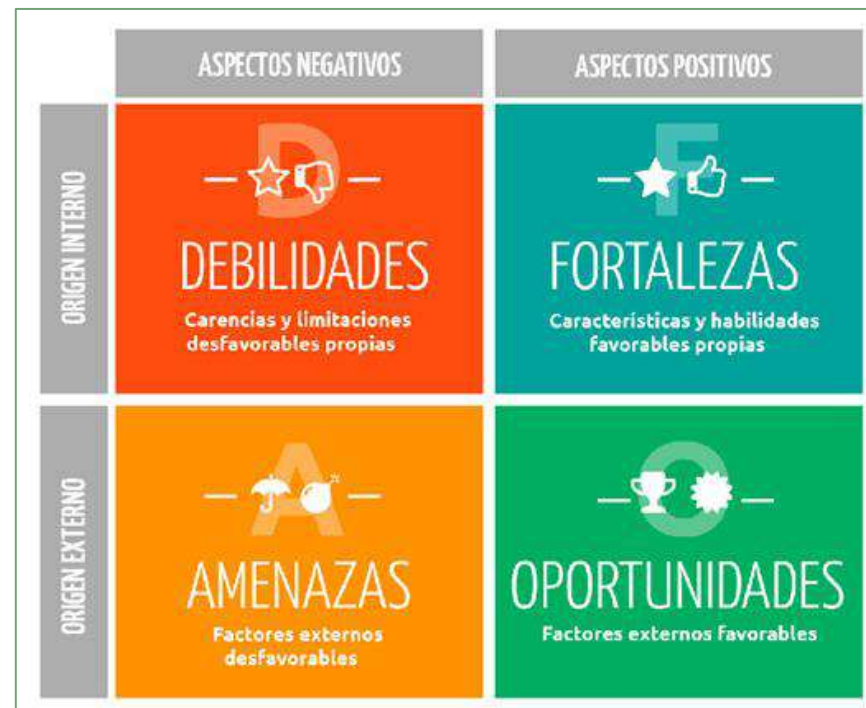 ASPECTOS NEGATIVOS
ASPECTOS POSITIVOS
ORIGEN INTERNO
D
DEBILIDADES
Carencias y limitaciones
desfavorables propias
F
FORTALEZAS
Características y habilidades
favorables propias
ORIGEN EXTERNO
A
AMENAZAS
Factores externos
desfavorables
O
OPORTUNIDADES
Factores externos favorables